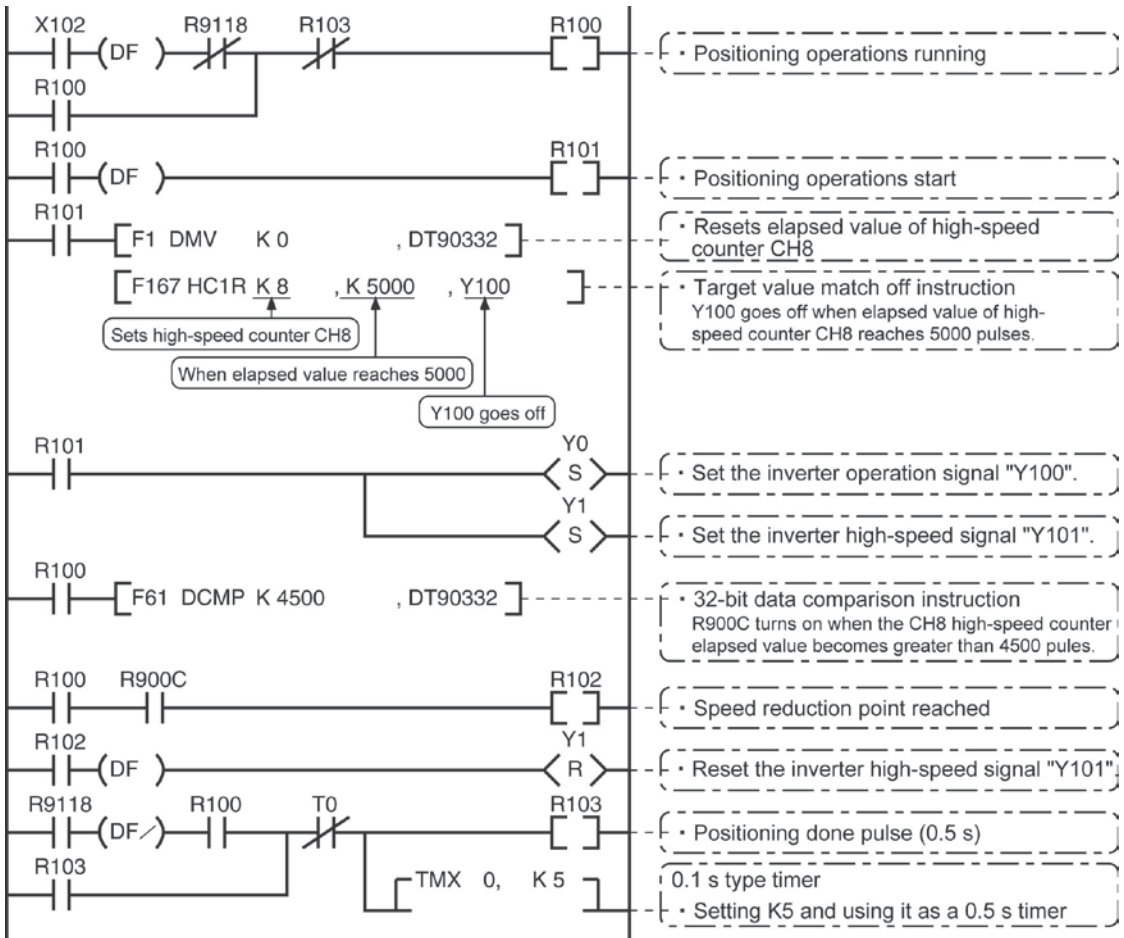 X102 R9118 R103 R100
(DF ) · Positioning operations running
R100
R100 R101
(DF ) · Positioning operations start
R101
F1 DMV K 0 , DT90332 · Resets elapsed value of high-speed
counter CH8
F167 HC1R K 8 , K 5000 , Y100 · Target value match off instruction
Y100 goes off when elapsed value of high-
speed counter CH8 reaches 5000 pulses.
Sets high-speed counter CH8
When elapsed value reaches 5000
Y100 goes off
R101 Y0
S · Set the inverter operation signal "Y100".
Y1
S · Set the inverter high-speed signal "Y101".
R100
F61 DCMP K 4500 , DT90332 · 32-bit data comparison instruction
R900C turns on when the CH8 high-speed counter
elapsed value becomes greater than 4500 pules.
R100 R900C R102
· Speed reduction point reached
R102 Y1
(DF ) R · Reset the inverter high-speed signal "Y101"
R9118 R100 T0 R103
(DF/) · Positioning done pulse (0.5 s)
R103
TMX 0, K 5 0.1 s type timer
· Setting K5 and using it as a 0.5 s timer